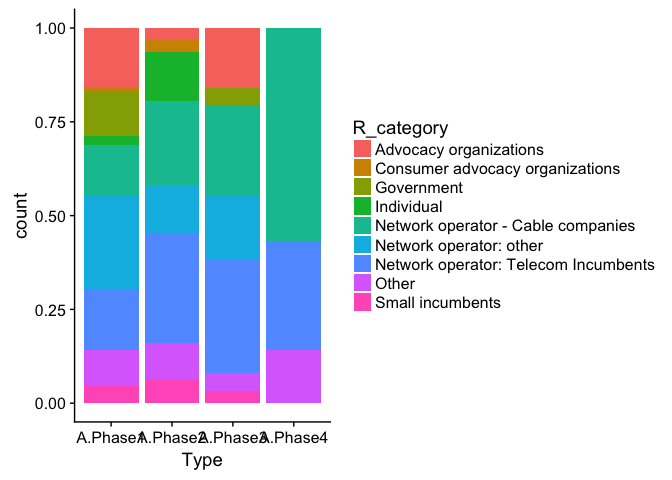 1.00
0.75
0.50
0.25
0.00
count
A.Phase1 A.Phase2 A.Phase3 A.Phase4
Type
R_category
Advocacy organizations
Consumer advocacy organizations
Government
Individual
Network operator - Cable companies
Network operator: other
Network operator: Telecom Incumbents
Other
Small incumbents